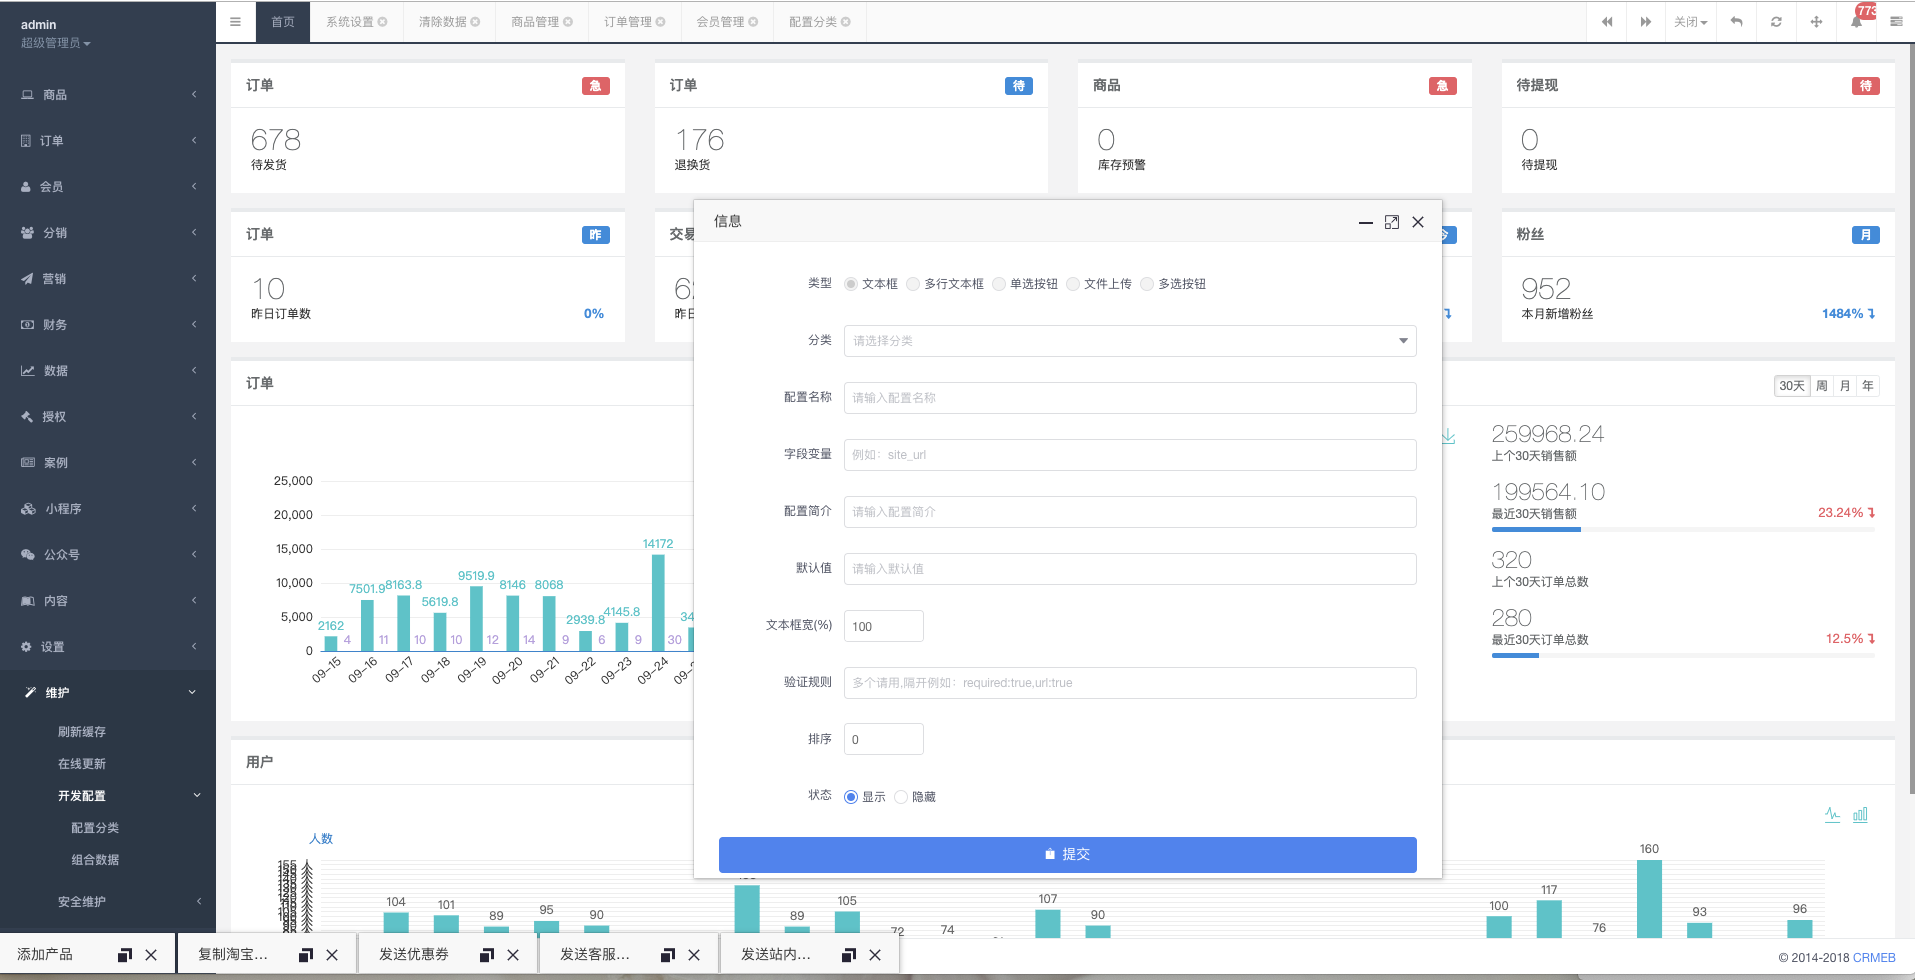 admin
超级管理员
首页
系统设置
清除数据
商品管理
订单管理
会员管理
配置分类
关闭
773
商品
订单
会员
分销
营销
财务
数据
授权
案例
小程序
公众号
内容
设置
维护
刷新缓存
在线更新
开发配置
配置分类
组合数据
安全维护
订单 急
678
待发货
订单 待
176
退换货
商品 急
0
库存预警
待提现 待
0
待提现
订单 昨
10
昨日订单数 0%
粉丝 月
952
本月新增粉丝 1484%
信息
类型 文本框 多行文本框 单选按钮 文件上传 多选按钮
分类 请选择分类
配置名称 请输入配置名称
字段变量 例如：site_url
配置简介 请输入配置简介
默认值 请输入默认值
文本框宽(%) 100
验证规则 多个请用,隔开例如：required:true,url:true
排序 0
状态 显示 隐藏
提交
订单
30天 周 月 年
25,000
20,000
15,000
10,000
5,000
0
2162 7501.9 8163.8 5619.8 9519.9 8146 8068 2939.8 4145.8 14172
4 11 10 10 12 14 9 6 9 30
09-15 09-16 09-17 09-18 09-19 09-20 09-21 09-22 09-23 09-24
259968.24
上个30天销售额
199564.10
最近30天销售额 23.24%
320
上个30天订单总数
280
最近30天订单总数 12.5%
用户
人数
104 101 89 95 90 89 105 72 74 107 90 100 117 76 160 93 96
添加产品
复制淘宝...
发送优惠券
发送客服...
发送站内...
© 2014-2018 CRMEB